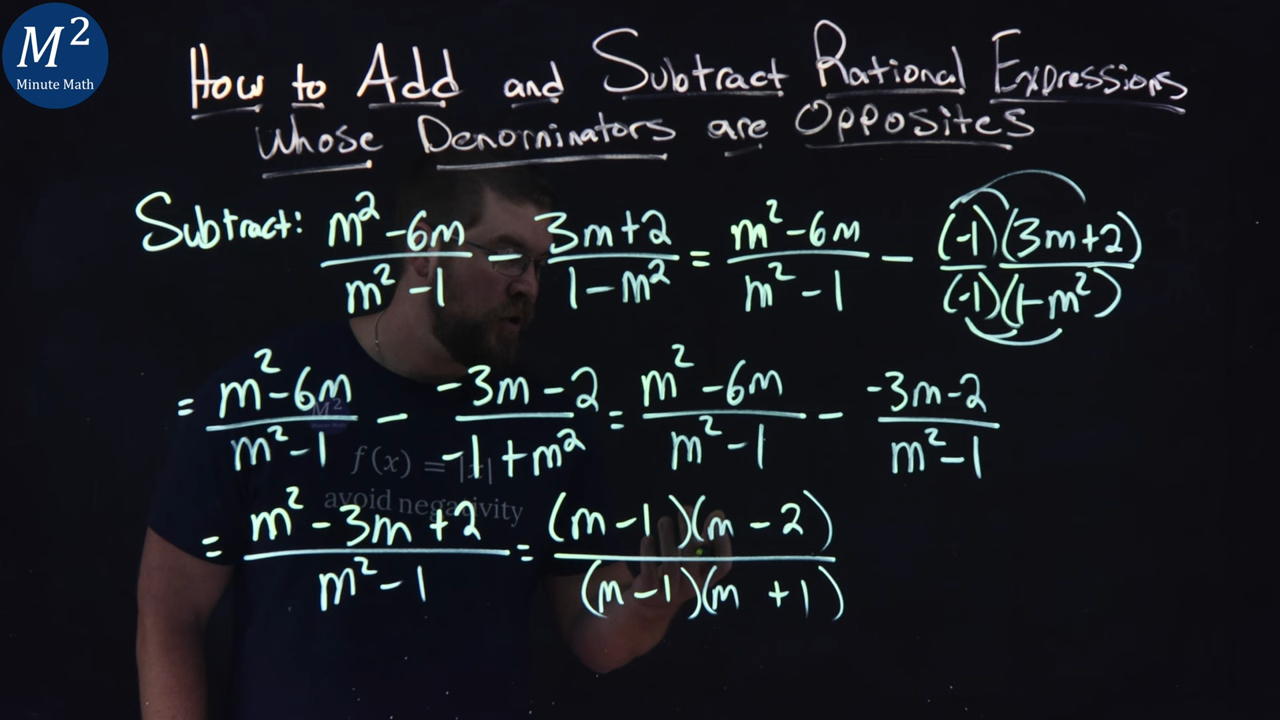 M²
Minute Math
How to Add and Subtract Rational Expressions
whose Denominators are Opposites
Subtract: (m² -6m)/(m² -1) - (3m+2)/(1-m²) = (m² -6m)/(m² -1) - ((-1)(3m+2))/((-1)(1-m²))
= (m² -6m)/(m² -1) - (-3m-2)/(-1+m²) = (m² -6m)/(m² -1) - (-3m-2)/(m² -1)
M²
Minute Math
f(x) = |x|
avoid negativity
= (m² -3m+2)/(m² -1) = ((m-1)(m-2))/((m-1)(m+1))